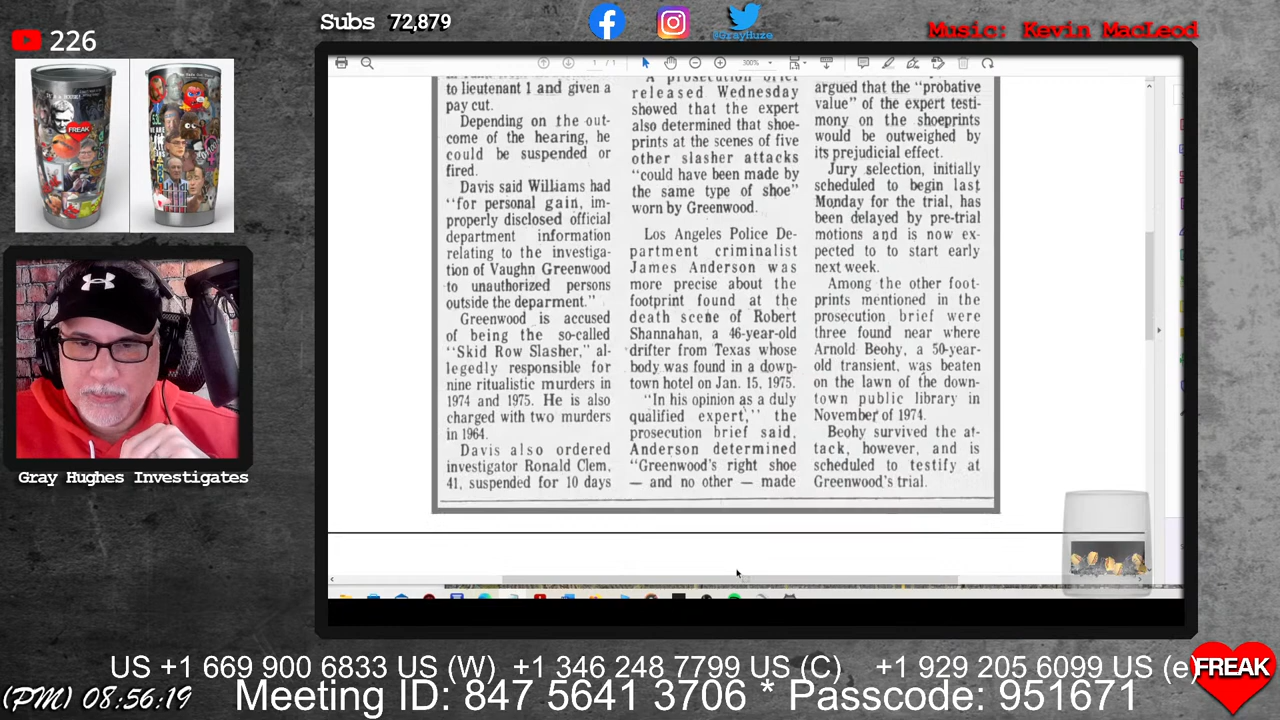 Subs 72,879
@GrayHuze
Music: Kevin MacLeod
226
FREAK
Gray Hughes Investigates
1 / 1
300%
to lieutenant 1 and given a
pay cut.
Depending on the out-
come of the hearing, he
could be suspended or
fired.
Davis said Williams had
"for personal gain, im-
properly disclosed official
department information
relating to the investiga-
tion of Vaughn Greenwood
to unauthorized persons
outside the deparment."
Greenwood is accused
of being the so-called
"Skid Row Slasher," al-
legedly responsible for
nine ritualistic murders in
1974 and 1975. He is also
charged with two murders
in 1964.
Davis also ordered
investigator Ronald Clem,
41, suspended for 10 days
A prosecution brief
released Wednesday
showed that the expert
also determined that shoe-
prints at the scenes of five
other slasher attacks
"could have been made by
the same type of shoe"
worn by Greenwood.
Los Angeles Police De-
partment criminalist
James Anderson was
more precise about the
footprint found at the
death scene of Robert
Shannahan, a 46-year-old
drifter from Texas whose
body was found in a down-
town hotel on Jan. 15, 1975.
"In his opinion as a duly
qualified expert," the
prosecution brief said,
Anderson determined
"Greenwood's right shoe
— and no other — made
argued that the "probative
value" of the expert testi-
mony on the shoeprints
would be outweighed by
its prejudicial effect.
Jury selection, initially
scheduled to begin last
Monday for the trial, has
been delayed by pre-trial
motions and is now ex-
pected to to start early
next week.
Among the other foot-
prints mentioned in the
prosecution brief were
three found near where
Arnold Beohy, a 50-year-
old transient, was beaten
on the lawn of the down-
town public library in
November of 1974.
Beohy survived the at-
tack, however, and is
scheduled to testify at
Greenwood's trial.
US +1 669 900 6833 US (W) +1 346 248 7799 US (C) +1 929 205 6099 US (e)
FREAK
(PM) 08:56:19
Meeting ID: 847 5641 3706 * Passcode: 951671